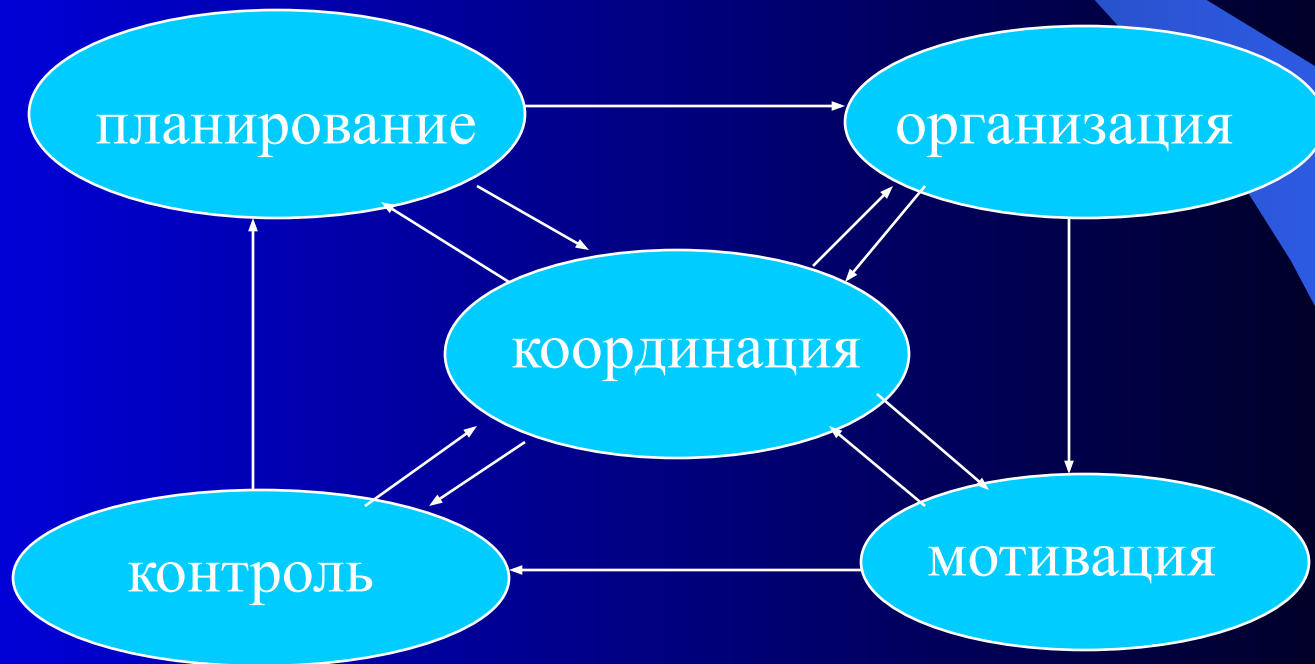 планирование
организация
координация
контроль
мотивация